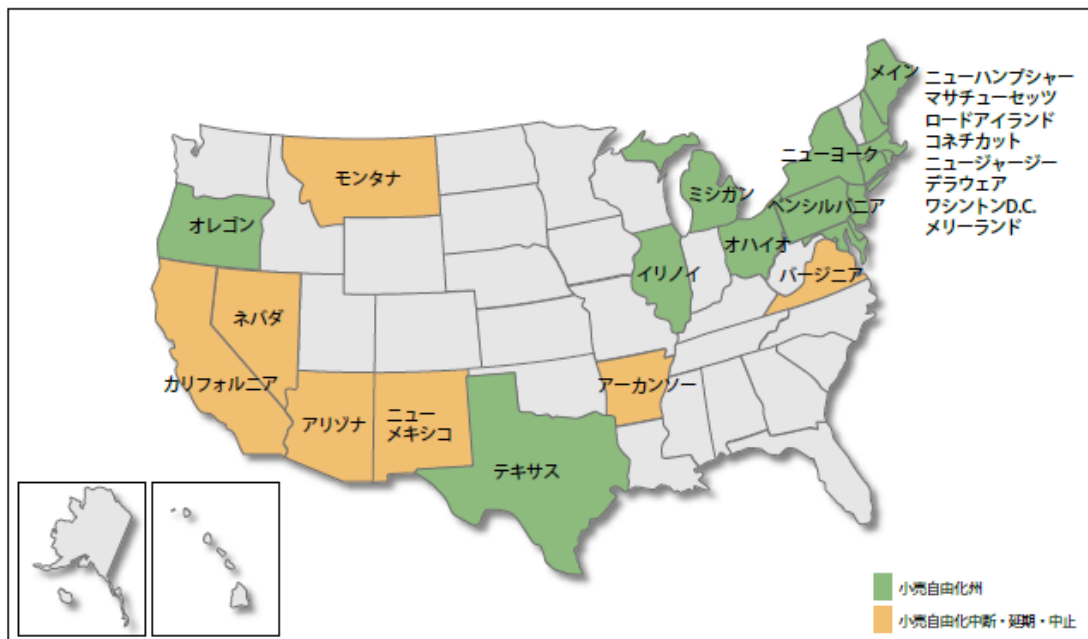 メイン
ニューハンプシャー
マサチューセッツ
ロードアイランド
コネチカット
ニュージャージー
デラウェア
ワシントンD.C.
メリーランド
ニューヨーク
モンタナ
ミシガン
ペンシルバニア
オレゴン
オハイオ
イリノイ
バージニア
ネバダ
カリフォルニア
アーカンソー
アリゾナ
ニュー
メキシコ
テキサス
小売自由化州
小売自由化中断・延期・中止